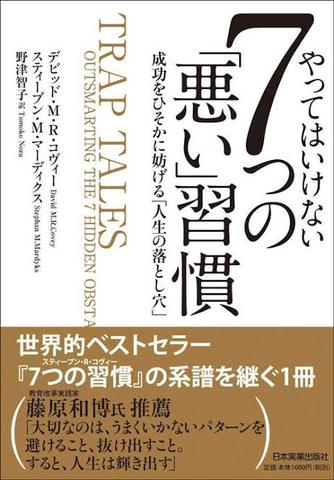 やってはいけない
7つの
「悪い」習慣
成功をひそかに妨げる「人生の落とし穴」
TRAP TALES
OUTSMARTING THE 7 HIDDEN OBSTA
デビッド・M・R・コヴィー David M.R.Covey
スティーブン・M・マーディクス Stephan M.Mardyks
野津智子 訳 Tomoko Nozu
世界的ベストセラー
スティーブン・R・コヴィー
『7つの習慣』の系譜を継ぐ1冊
教育改革実践家
藤原和博氏 推薦
「大切なのは、うまくいかないパターンを
避けること、抜け出すこと。
すると、人生は輝き出す」
日本実業出版社
定価 本体1600円(税別)